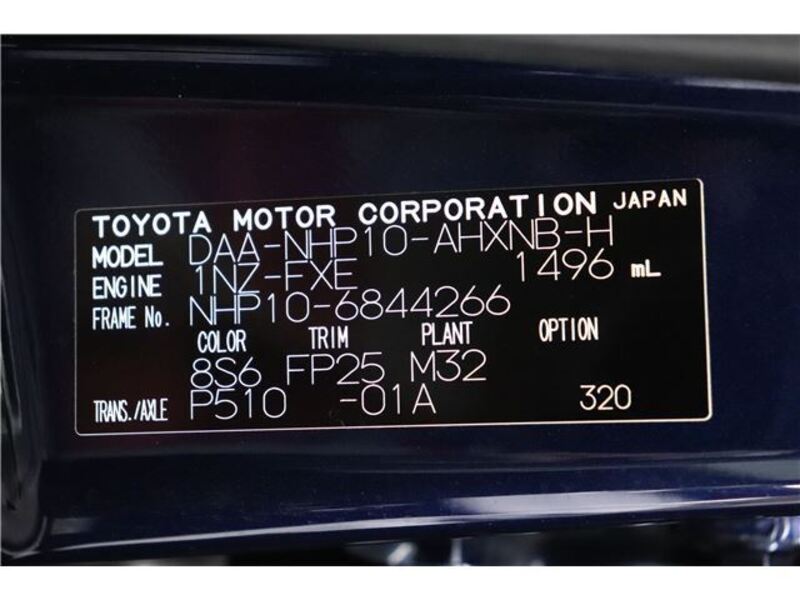 TOYOTA MOTOR CORPORATION JAPAN
MODEL DAA-NHP10-AHXNB-H
ENGINE 1NZ-FXE 1496 mL
FRAME No. NHP10-6844266
COLOR TRIM PLANT OPTION
8S6 FP25 M32
TRANS./AXLE P510 -01A 320